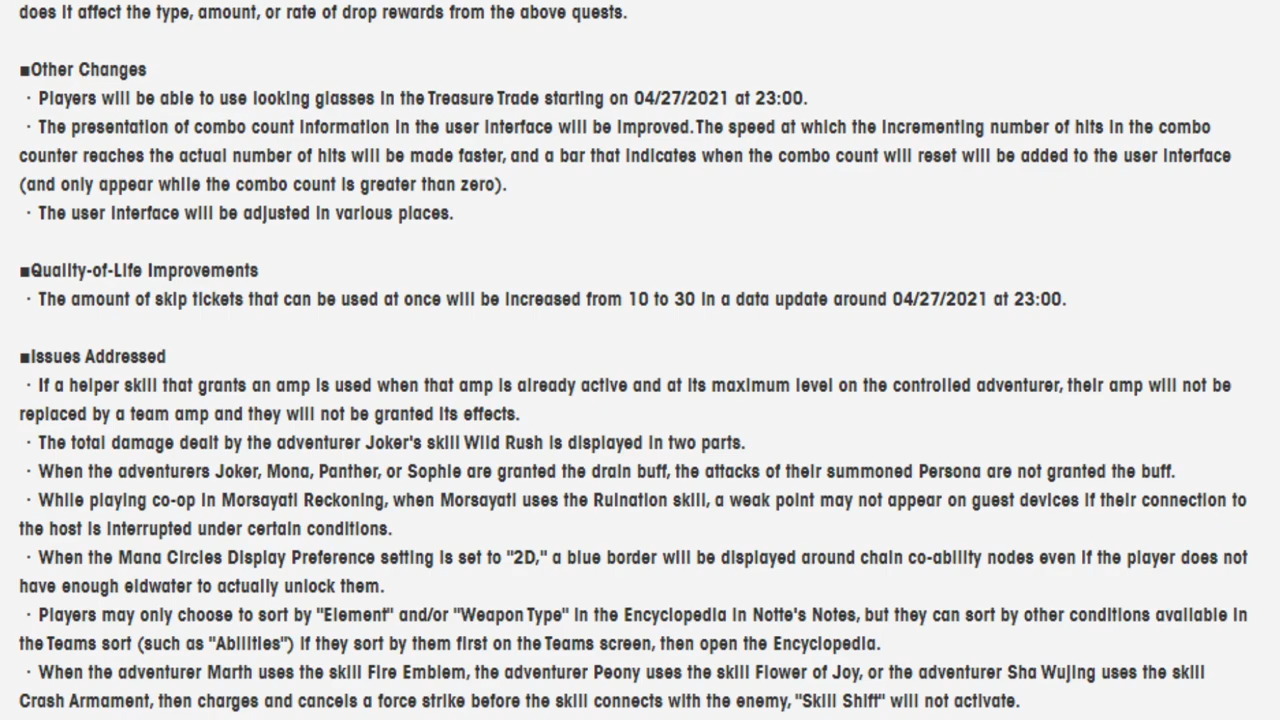 does it affect the type, amount, or rate of drop rewards from the above quests.
■Other Changes
・Players will be able to use looking glasses in the Treasure Trade starting on 04/27/2021 at 23:00.
・The presentation of combo count information in the user interface will be improved. The speed at which the incrementing number of hits in the combo
counter reaches the actual number of hits will be made faster, and a bar that indicates when the combo count will reset will be added to the user interface
(and only appear while the combo count is greater than zero).
・The user interface will be adjusted in various places.
■Quality-of-Life Improvements
・The amount of skip tickets that can be used at once will be increased from 10 to 30 in a data update around 04/27/2021 at 23:00.
■Issues Addressed
・If a helper skill that grants an amp is used when that amp is already active and at its maximum level on the controlled adventurer, their amp will not be
replaced by a team amp and they will not be granted its effects.
・The total damage dealt by the adventurer Joker's skill Wild Rush is displayed in two parts.
・When the adventurers Joker, Mona, Panther, or Sophie are granted the drain buff, the attacks of their summoned Persona are not granted the buff.
・While playing co-op in Morsayati Reckoning, when Morsayati uses the Ruination skill, a weak point may not appear on guest devices if their connection to
the host is interrupted under certain conditions.
・When the Mana Circles Display Preference setting is set to "2D," a blue border will be displayed around chain co-ability nodes even if the player does not
have enough eldwater to actually unlock them.
・Players may only choose to sort by "Element" and/or "Weapon Type" in the Encyclopedia in Notte's Notes, but they can sort by other conditions available in
the Teams sort (such as "Abilities") if they sort by them first on the Teams screen, then open the Encyclopedia.
・When the adventurer Marth uses the skill Fire Emblem, the adventurer Peony uses the skill Flower of Joy, or the adventurer Sha Wujing uses the skill
Crash Armament, then charges and cancels a force strike before the skill connects with the enemy, "Skill Shift" will not activate.